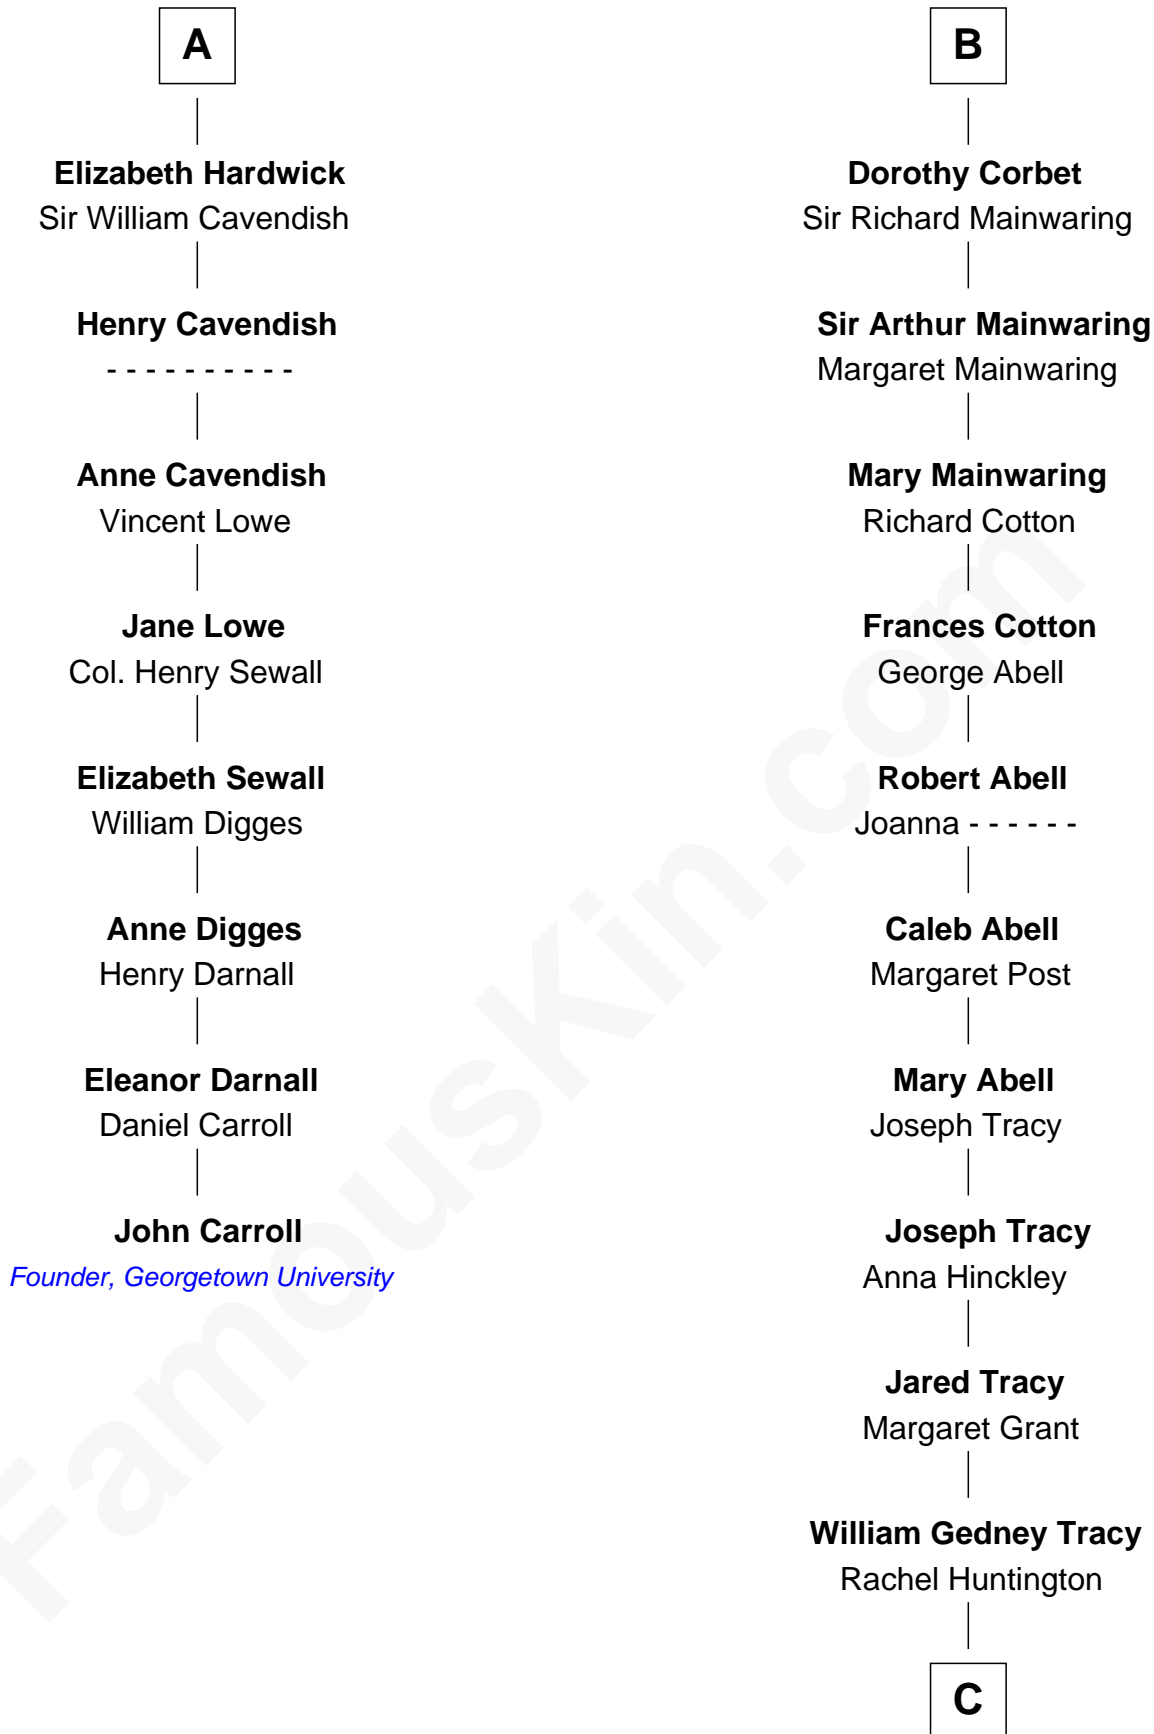 A
Elizabeth Hardwick
Sir William Cavendish
Henry Cavendish
- - - - - - - - - -
Anne Cavendish
Vincent Lowe
Jane Lowe
Col. Henry Sewall
Elizabeth Sewall
William Digges
Anne Digges
Henry Darnall
Eleanor Darnall
Daniel Carroll
John Carroll
Founder, Georgetown University
B
Dorothy Corbet
Sir Richard Mainwaring
Sir Arthur Mainwaring
Margaret Mainwaring
Mary Mainwaring
Richard Cotton
Frances Cotton
George Abell
Robert Abell
Joanna - - - - - -
Caleb Abell
Margaret Post
Mary Abell
Joseph Tracy
Joseph Tracy
Anna Hinckley
Jared Tracy
Margaret Grant
William Gedney Tracy
Rachel Huntington
C
FamousKin.com